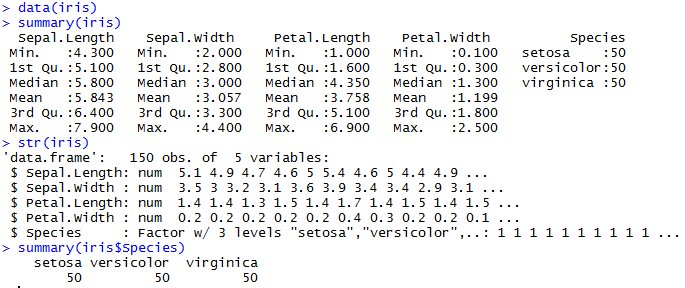 > data(iris)
> summary(iris)
  Sepal.Length    Sepal.Width     Petal.Length    Petal.Width          Species
 Min.   :4.300   Min.   :2.000   Min.   :1.000   Min.   :0.100   setosa    :50
 1st Qu.:5.100   1st Qu.:2.800   1st Qu.:1.600   1st Qu.:0.300   versicolor:50
 Median :5.800   Median :3.000   Median :4.350   Median :1.300   virginica :50
 Mean   :5.843   Mean   :3.057   Mean   :3.758   Mean   :1.199
 3rd Qu.:6.400   3rd Qu.:3.300   3rd Qu.:5.100   3rd Qu.:1.800
 Max.   :7.900   Max.   :4.400   Max.   :6.900   Max.   :2.500
> str(iris)
'data.frame':   150 obs. of  5 variables:
 $ Sepal.Length: num  5.1 4.9 4.7 4.6 5 5.4 4.6 5 4.4 4.9 ...
 $ Sepal.Width : num  3.5 3 3.2 3.1 3.6 3.9 3.4 3.4 2.9 3.1 ...
 $ Petal.Length: num  1.4 1.4 1.3 1.5 1.4 1.7 1.4 1.5 1.4 1.5 ...
 $ Petal.Width : num  0.2 0.2 0.2 0.2 0.2 0.4 0.3 0.2 0.2 0.1 ...
 $ Species     : Factor w/ 3 levels "setosa","versicolor",..: 1 1 1 1 1 1 1 1 1 1 ...
> summary(iris$Species)
    setosa versicolor  virginica
        50         50         50